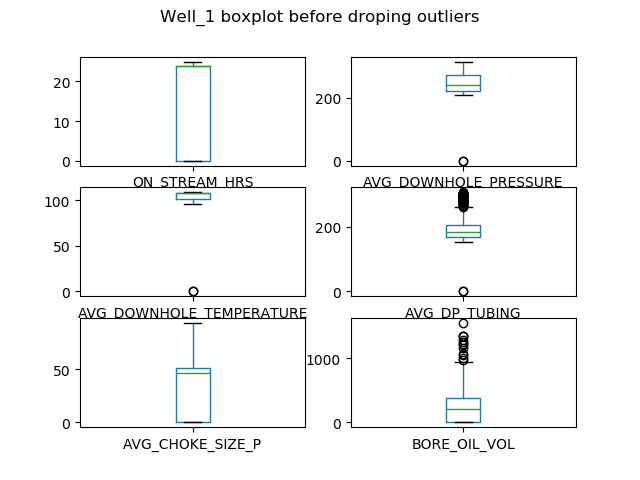 Well_1 boxplot before droping outliers
20
10
0
ON_STREAM_HRS
200
0
AVG_DOWNHOLE_PRESSURE
100
50
0
AVG_DOWNHOLE_TEMPERATURE
200
0
AVG_DP_TUBING
50
0
AVG_CHOKE_SIZE_P
1000
0
BORE_OIL_VOL